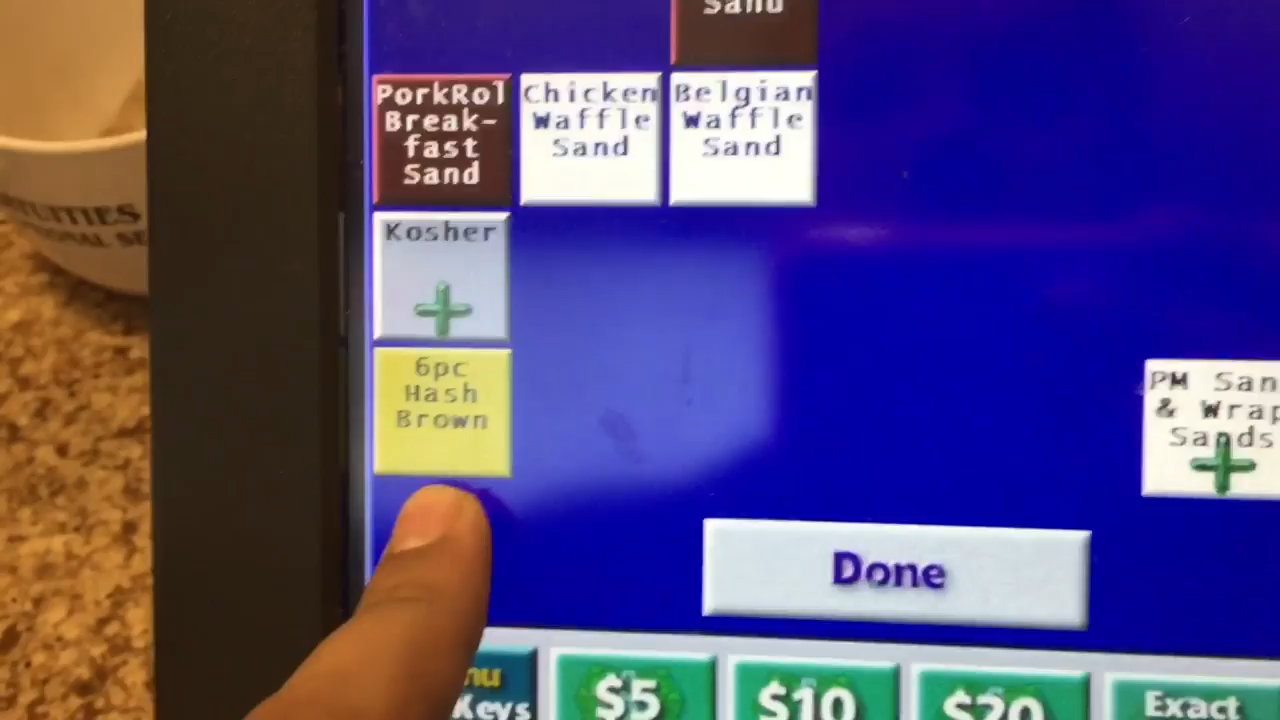 Sand
PorkRol
Break-
fast
Sand
Chicken
Waffle
Sand
Belgian
Waffle
Sand
Kosher
6pc
Hash
Brown
PM San
& Wrap
Sands
Done
Keys
$5
$10
$20
Exact